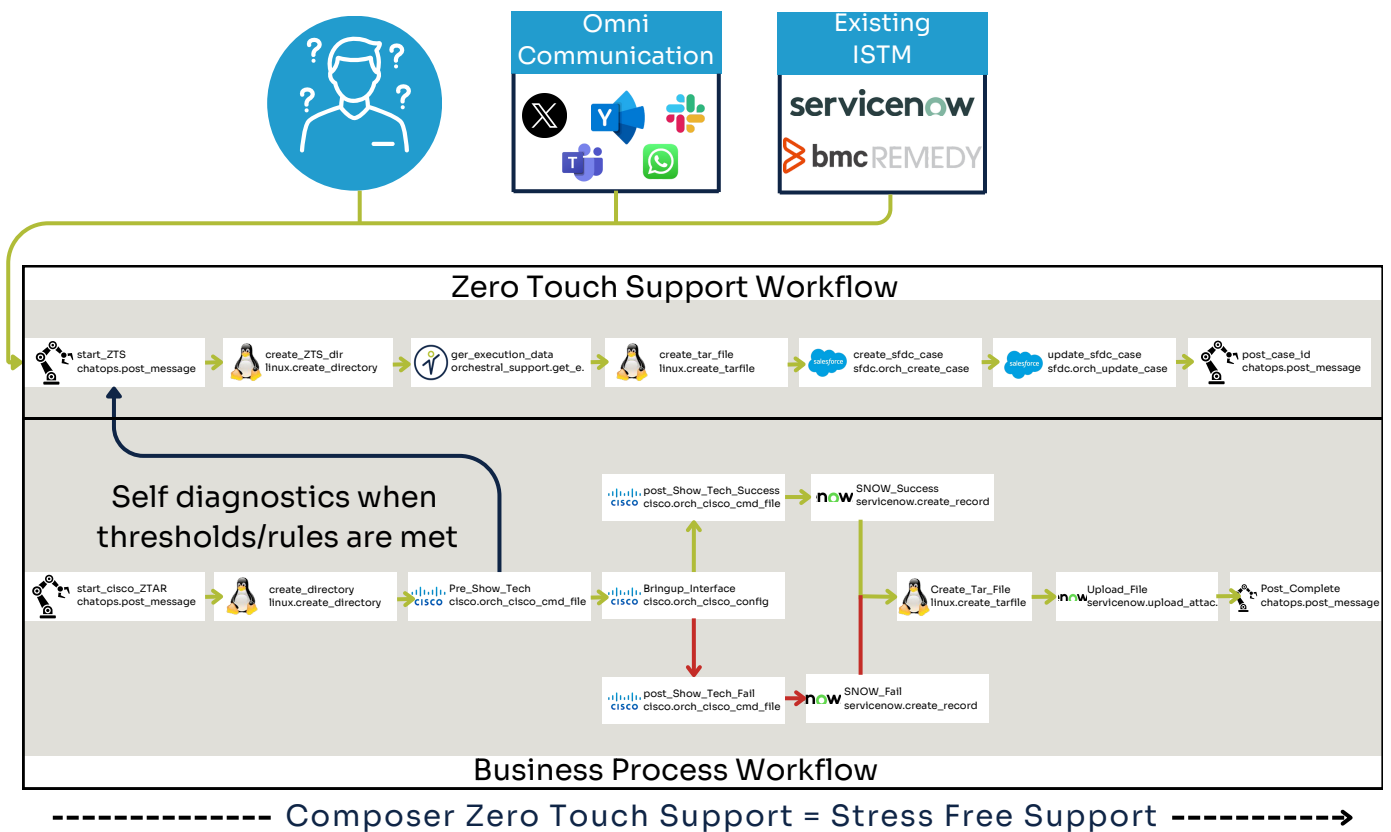 ? ? ? ?
Omni
Communication
X
Y
T
Existing
ISTM
servicenow
bmc REMEDY
Zero Touch Support Workflow
start_ZTS
chatops.post_message
create_ZTS_dir
linux.create_directory
ger_execution_data
orchestral_support.get_e.
create_tar_file
linux.create_tarfile
salesforce
create_sfdc_case
sfdc.orch_create_case
salesforce
update_sfdc_case
sfdc.orch_update_case
post_case_id
chatops.post_message
Self diagnostics when
thresholds/rules are met
CISCO
post_Show_Tech_Success
cisco.orch_cisco_cmd_file
now
SNOW_Success
servicenow.create_record
start_cisco_ZTAR
chatops.post_message
create_directory
linux.create_directory
CISCO
Pre_Show_Tech
cisco.orch_cisco_cmd_file
CISCO
Bringup_Interface
cisco.orch_cisco_config
Create_Tar_File
linux.create_tarfile
now
Upload_File
servicenow.upload_attac.
Post_Complete
chatops.post_message
CISCO
post_Show_Tech_Fail
cisco.orch_cisco_cmd_file
now
SNOW_Fail
servicenow.create_record
Business Process Workflow
Composer Zero Touch Support = Stress Free Support